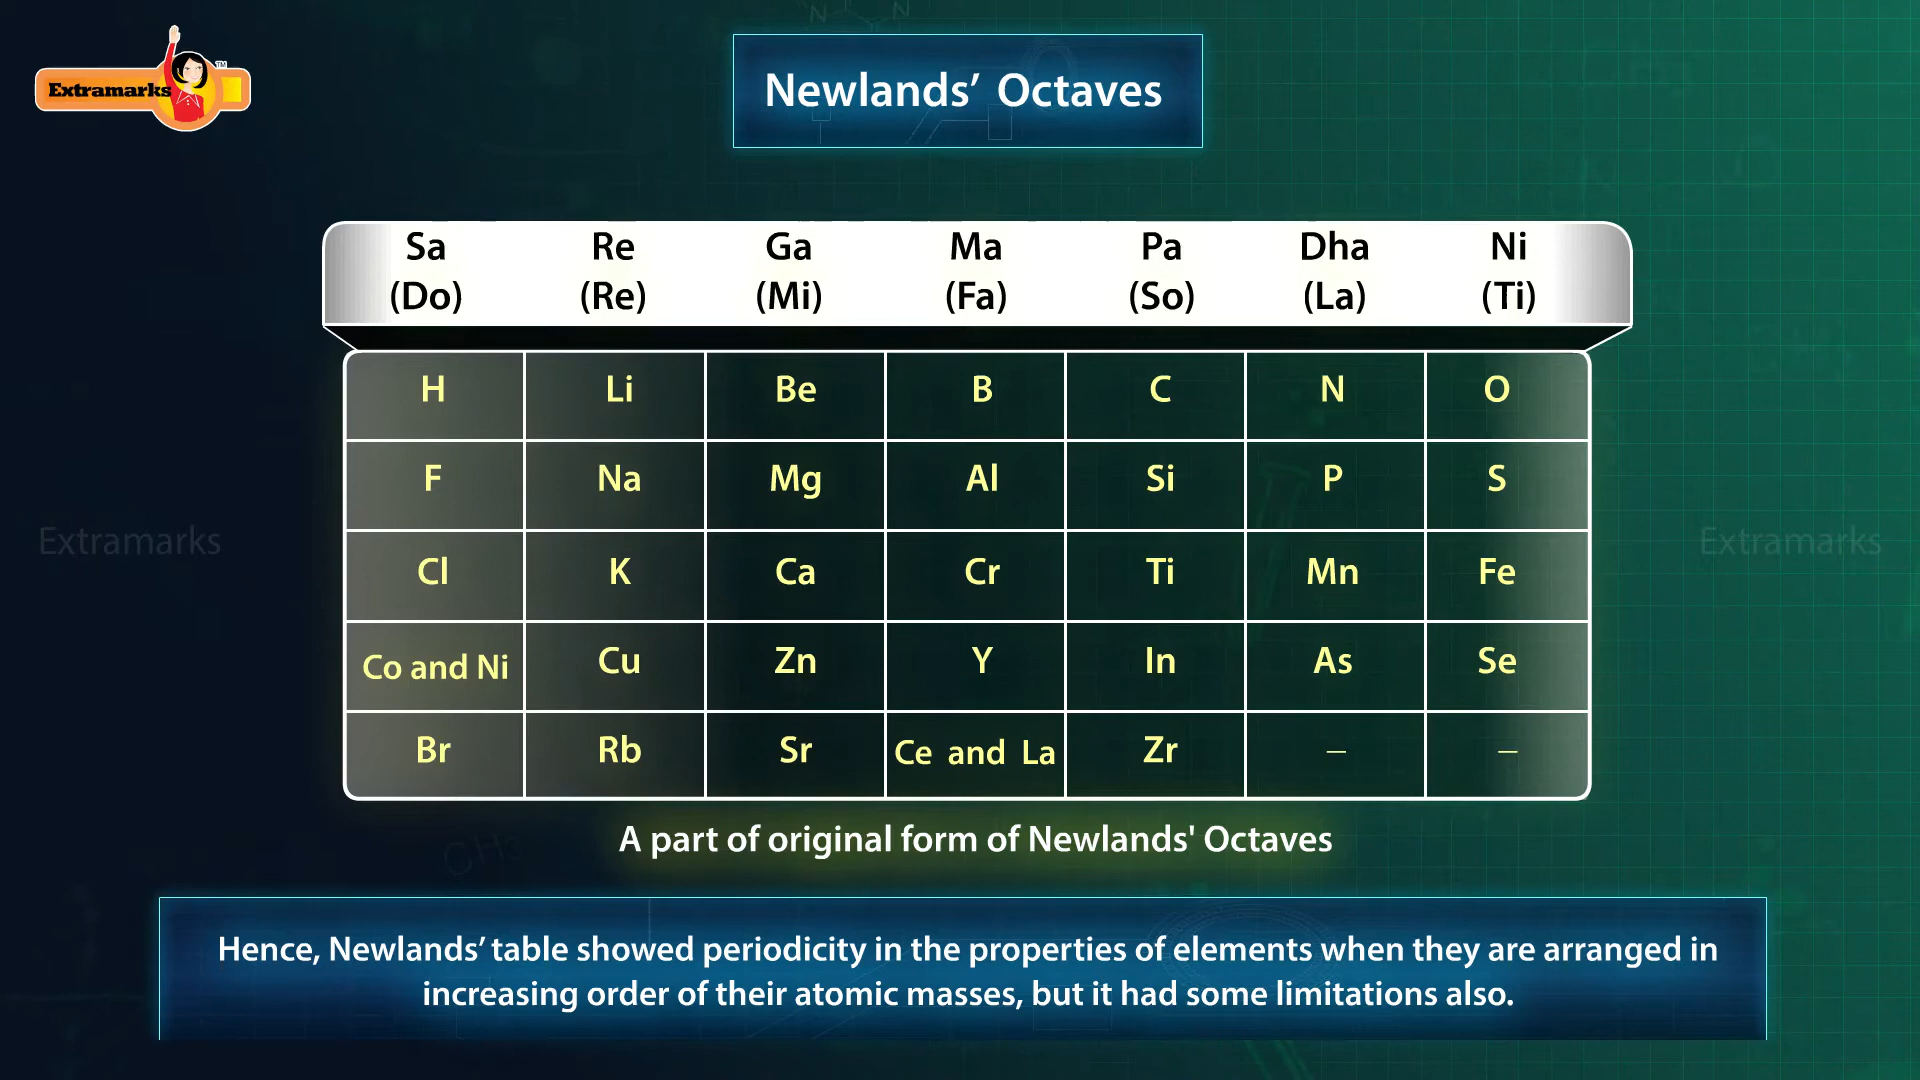 Extramarks TM
Newlands’ Octaves
Sa Re Ga Ma Pa Dha Ni
(Do) (Re) (Mi) (Fa) (So) (La) (Ti)
H Li Be B C N O
F Na Mg Al Si P S
Cl K Ca Cr Ti Mn Fe
Co and Ni Cu Zn Y In As Se
Br Rb Sr Ce and La Zr – –
Extramarks
Extramarks
A part of original form of Newlands' Octaves
Hence, Newlands’ table showed periodicity in the properties of elements when they are arranged in
increasing order of their atomic masses, but it had some limitations also.